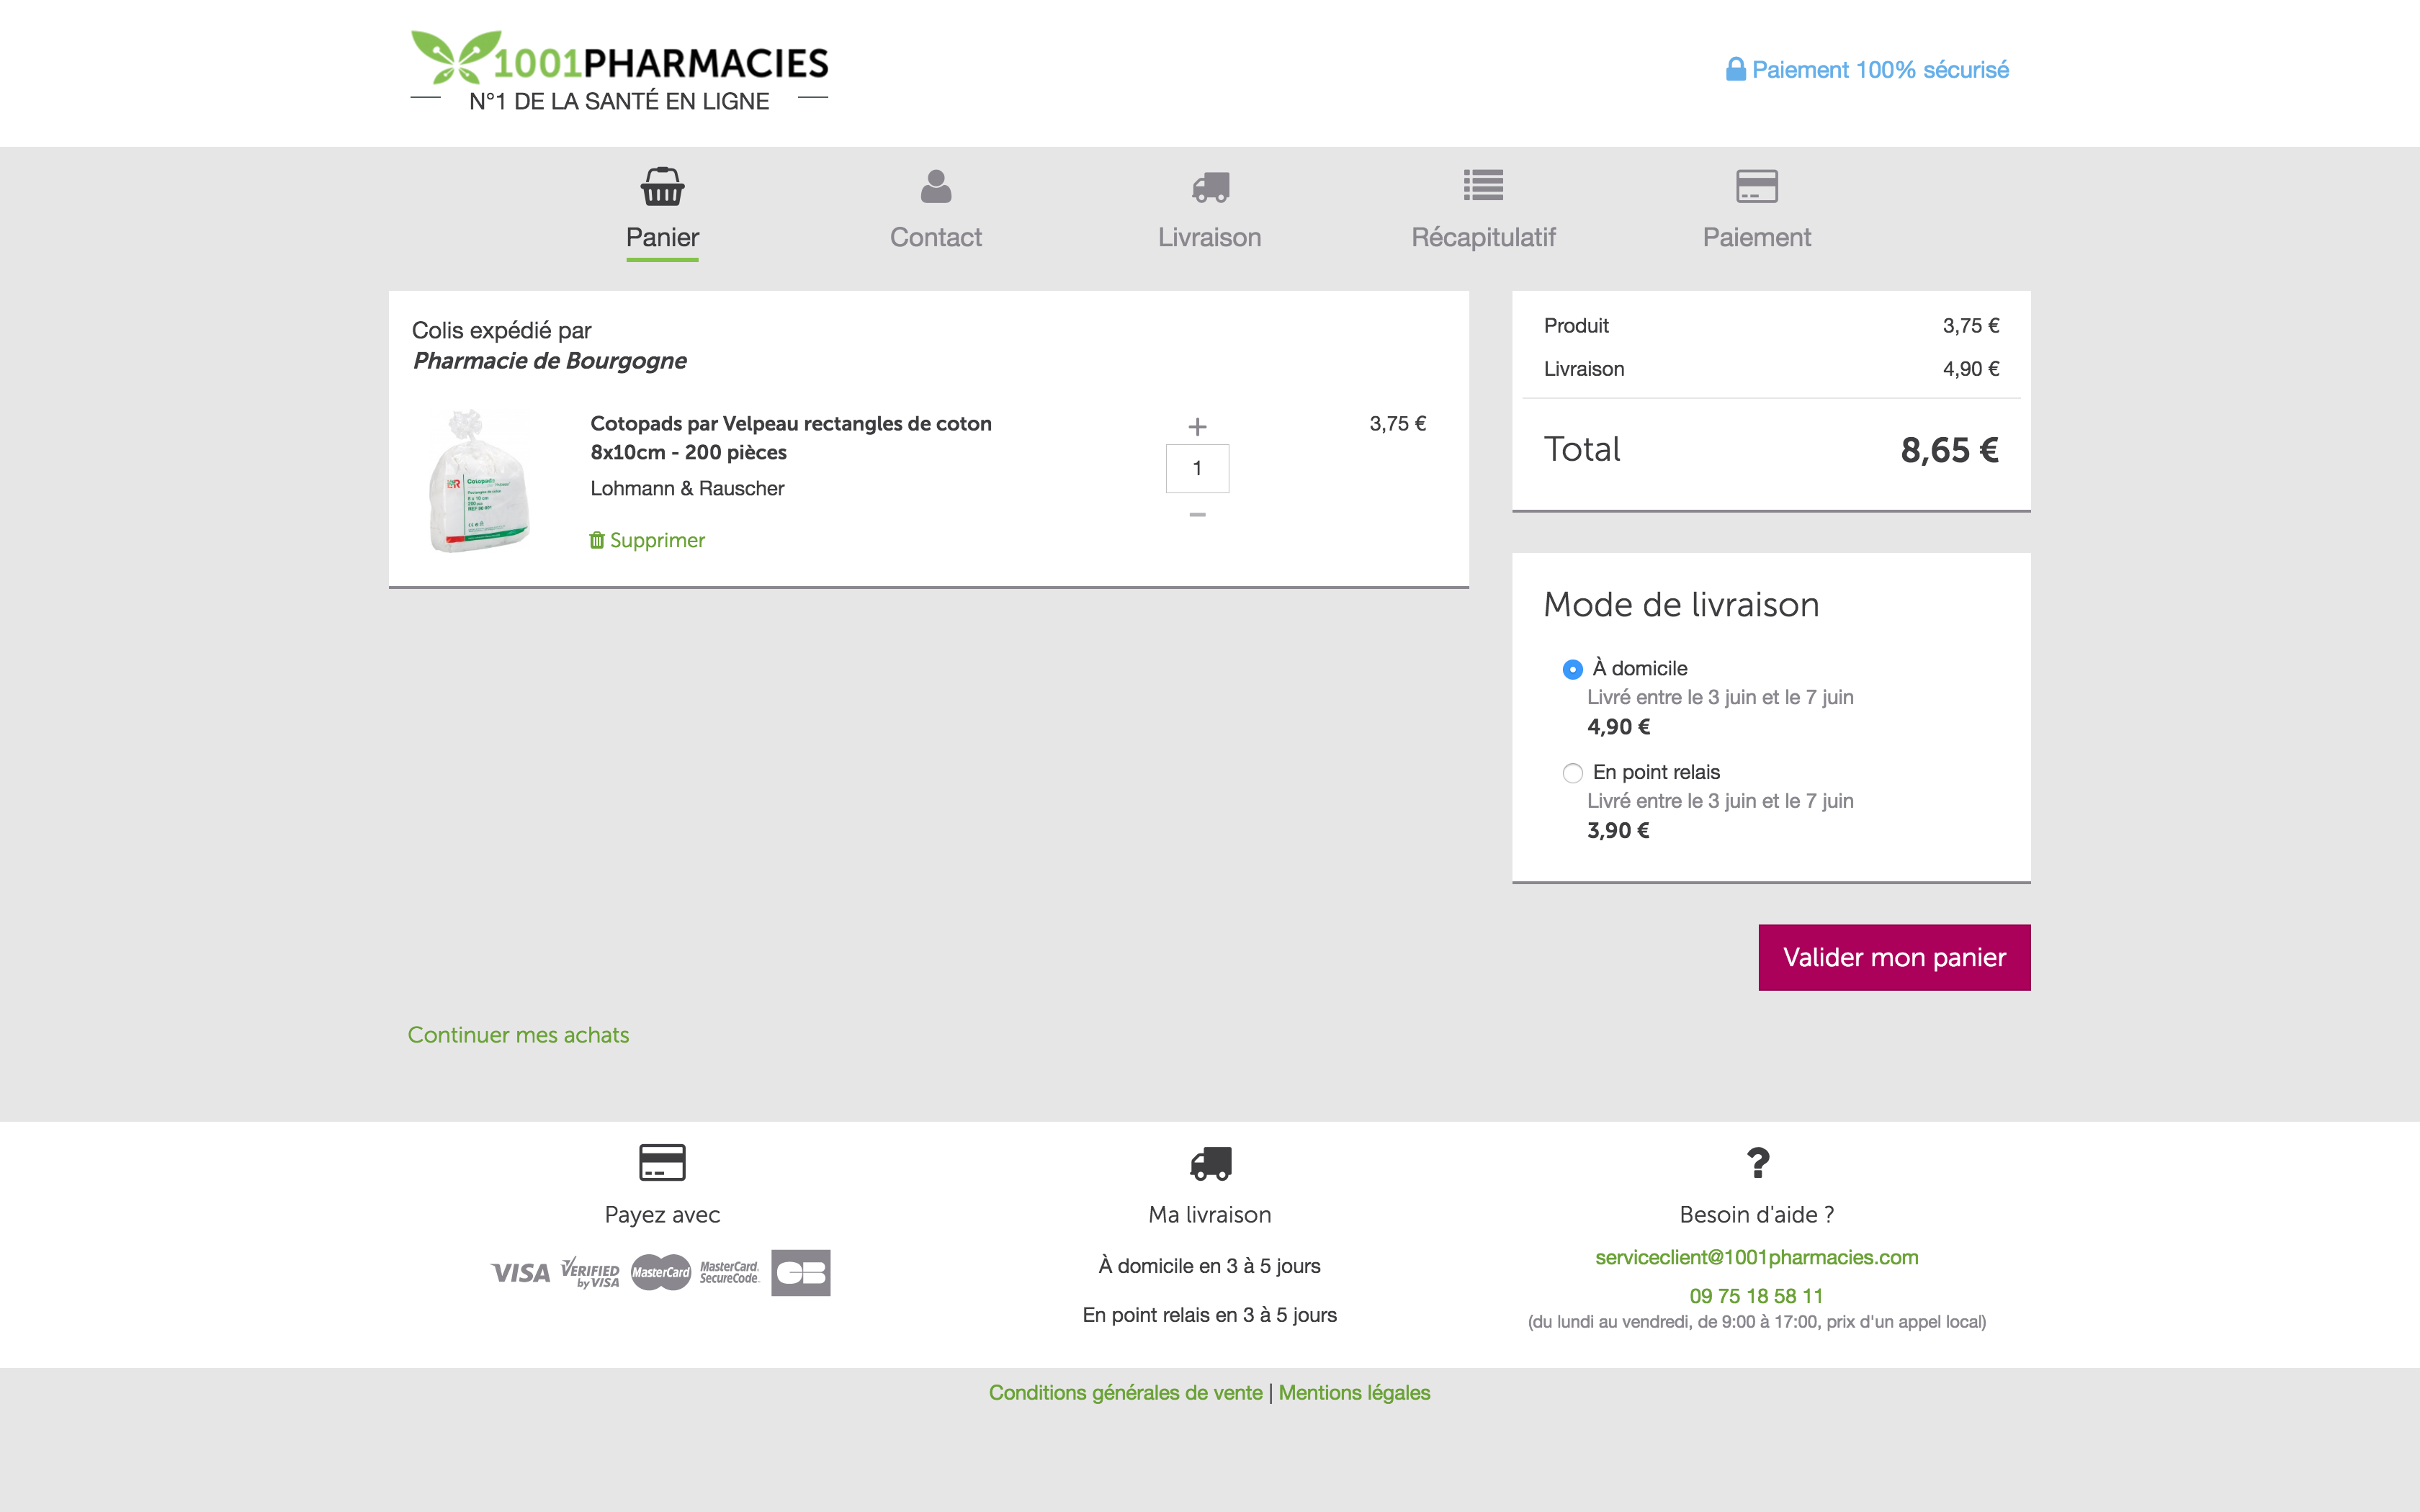 1001PHARMACIES
N°1 DE LA SANTÉ EN LIGNE
Paiement 100% sécurisé
Panier
Contact
Livraison
Récapitulatif
Paiement
Colis expédié par
Pharmacie de Bourgogne
Cotopads par Velpeau rectangles de coton
8x10cm - 200 pièces
Lohmann & Rauscher
Supprimer
+
1
−
3,75 €
Cotopads
Produit 3,75 €
Livraison 4,90 €
Total 8,65 €
Mode de livraison
À domicile
Livré entre le 3 juin et le 7 juin
4,90 €
En point relais
Livré entre le 3 juin et le 7 juin
3,90 €
Valider mon panier
Continuer mes achats
Payez avec
VISA
VERIFIED
by VISA
MasterCard
MasterCard.
SecureCode.
CB
Ma livraison
À domicile en 3 à 5 jours
En point relais en 3 à 5 jours
?
Besoin d'aide ?
serviceclient@1001pharmacies.com
09 75 18 58 11
(du lundi au vendredi, de 9:00 à 17:00, prix d'un appel local)
Conditions générales de vente | Mentions légales